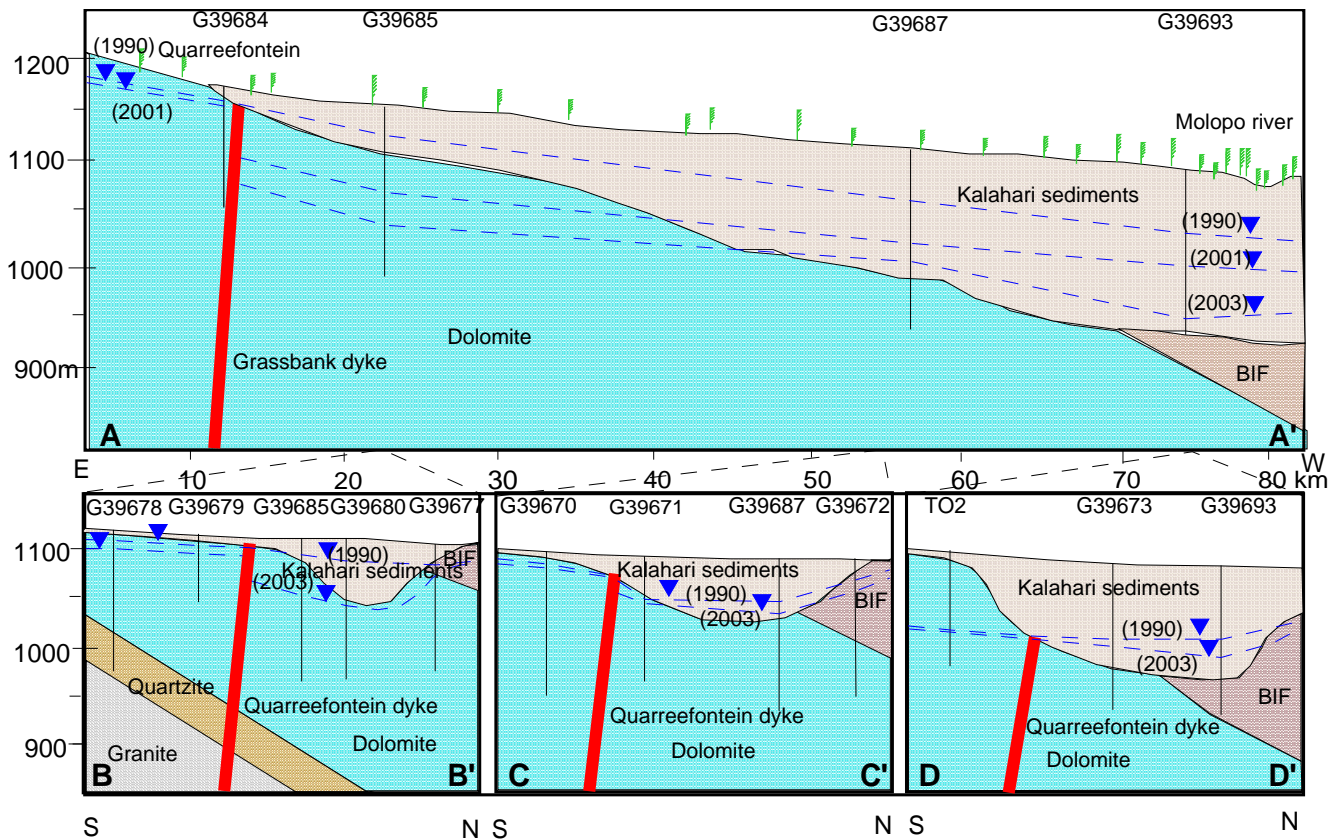 G39684 G39685 G39687 G39693
(1990) Quarreefontein
1200
(2001)
Molopo river
1100
Kalahari sediments
(1990)
1000
(2001)
(2003)
Dolomite
Grassbank dyke
900m
BIF
A A'
E W
10 20 30 40 50 60 70 80 km
G39678 G39679 G39685 G39680 G39677
1100
(1990)
BIF
Kalahari sediments
(2003)
1000
Quartzite
Quarreefontein dyke
900
Granite
Dolomite
B B'
S N
G39670 G39671 G39687 G39672
Kalahari sediments
(1990)
BIF
(2003)
Quarreefontein dyke
Dolomite
C C'
S N
TO2 G39673 G39693
Kalahari sediments
(1990)
(2003)
BIF
Quarreefontein dyke
Dolomite
D D'
S N